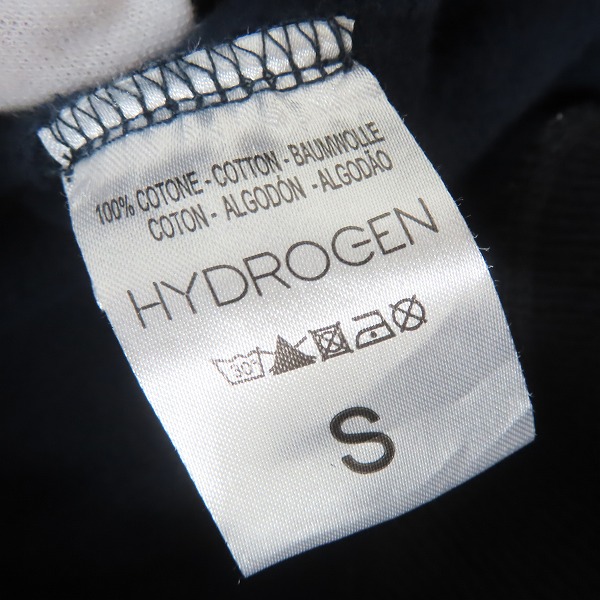 100% COTONE - COTTON - BAUMWOLLE
COTON - ALGODÓN - ALGODÃO
HYDROGEN
30°
S